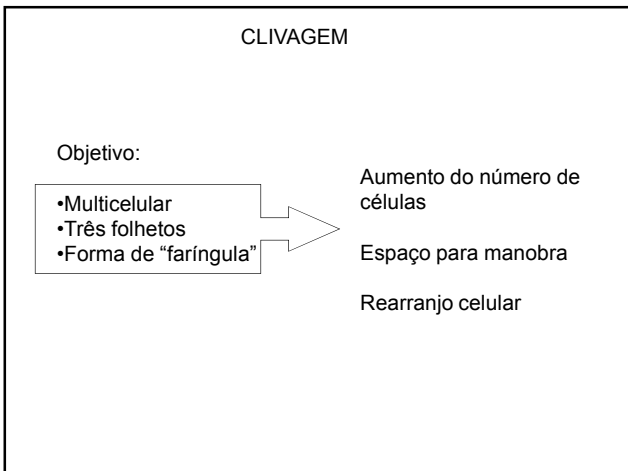 CLIVAGEM
Objetivo:
•Multicelular
•Três folhetos
•Forma de “faríngula”
Aumento do número de
células
Espaço para manobra
Rearranjo celular